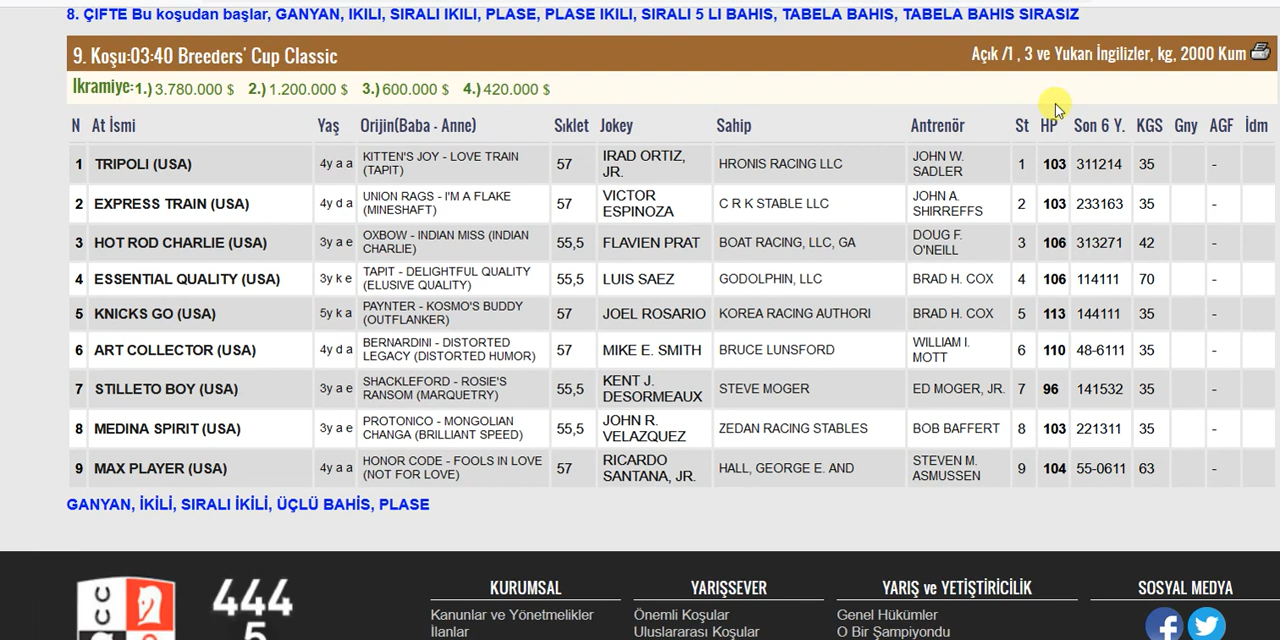 8. ÇİFTE Bu koşudan başlar, GANYAN, IKILI, SIRALI IKILI, PLASE, PLASE IKILI, SIRALI 5 LI BAHIS, TABELA BAHIS, TABELA BAHIS SIRASIZ
9. Koşu:03:40 Breeders' Cup Classic Açık /1 , 3 ve Yukarı İngilizler, kg, 2000 Kum
Ikramiye:1.) 3.780.000 $ 2.) 1.200.000 $ 3.) 600.000 $ 4.) 420.000 $
N At İsmi Yaş Orijin(Baba - Anne) Sıklet Jokey Sahip Antrenör St HP Son 6 Y. KGS Gny AGF İdm
1 TRIPOLI (USA) 4y a a KITTEN'S JOY - LOVE TRAIN (TAPIT) 57 IRAD ORTIZ, JR. HRONIS RACING LLC JOHN W. SADLER 1 103 311214 35 -
2 EXPRESS TRAIN (USA) 4y d a UNION RAGS - I'M A FLAKE (MINESHAFT) 57 VICTOR ESPINOZA C R K STABLE LLC JOHN A. SHIRREFFS 2 103 233163 35 -
3 HOT ROD CHARLIE (USA) 3y a e OXBOW - INDIAN MISS (INDIAN CHARLIE) 55,5 FLAVIEN PRAT BOAT RACING, LLC, GA DOUG F. O'NEILL 3 106 313271 42 -
4 ESSENTIAL QUALITY (USA) 3y k e TAPIT - DELIGHTFUL QUALITY (ELUSIVE QUALITY) 55,5 LUIS SAEZ GODOLPHIN, LLC BRAD H. COX 4 106 114111 70 -
5 KNICKS GO (USA) 5y k a PAYNTER - KOSMO'S BUDDY (OUTFLANKER) 57 JOEL ROSARIO KOREA RACING AUTHORI BRAD H. COX 5 113 144111 35 -
6 ART COLLECTOR (USA) 4y d a BERNARDINI - DISTORTED LEGACY (DISTORTED HUMOR) 57 MIKE E. SMITH BRUCE LUNSFORD WILLIAM I. MOTT 6 110 48-6111 35 -
7 STILLETO BOY (USA) 3y a e SHACKLEFORD - ROSIE'S RANSOM (MARQUETRY) 55,5 KENT J. DESORMEAUX STEVE MOGER ED MOGER, JR. 7 96 141532 35 -
8 MEDINA SPIRIT (USA) 3y a e PROTONICO - MONGOLIAN CHANGA (BRILLIANT SPEED) 55,5 JOHN R. VELAZQUEZ ZEDAN RACING STABLES BOB BAFFERT 8 103 221311 35 -
9 MAX PLAYER (USA) 4y a a HONOR CODE - FOOLS IN LOVE (NOT FOR LOVE) 57 RICARDO SANTANA, JR. HALL, GEORGE E. AND STEVEN M. ASMUSSEN 9 104 55-0611 63 -
GANYAN, İKİLİ, SIRALI İKİLİ, ÜÇLÜ BAHİS, PLASE
444
5
KURUMSAL YARIŞSEVER YARIŞ ve YETİŞTİRİCİLİK SOSYAL MEDYA
Kanunlar ve Yönetmelikler Önemli Koşular Genel Hükümler
İlanlar Uluslararası Koşular O Bir Şampiyondu